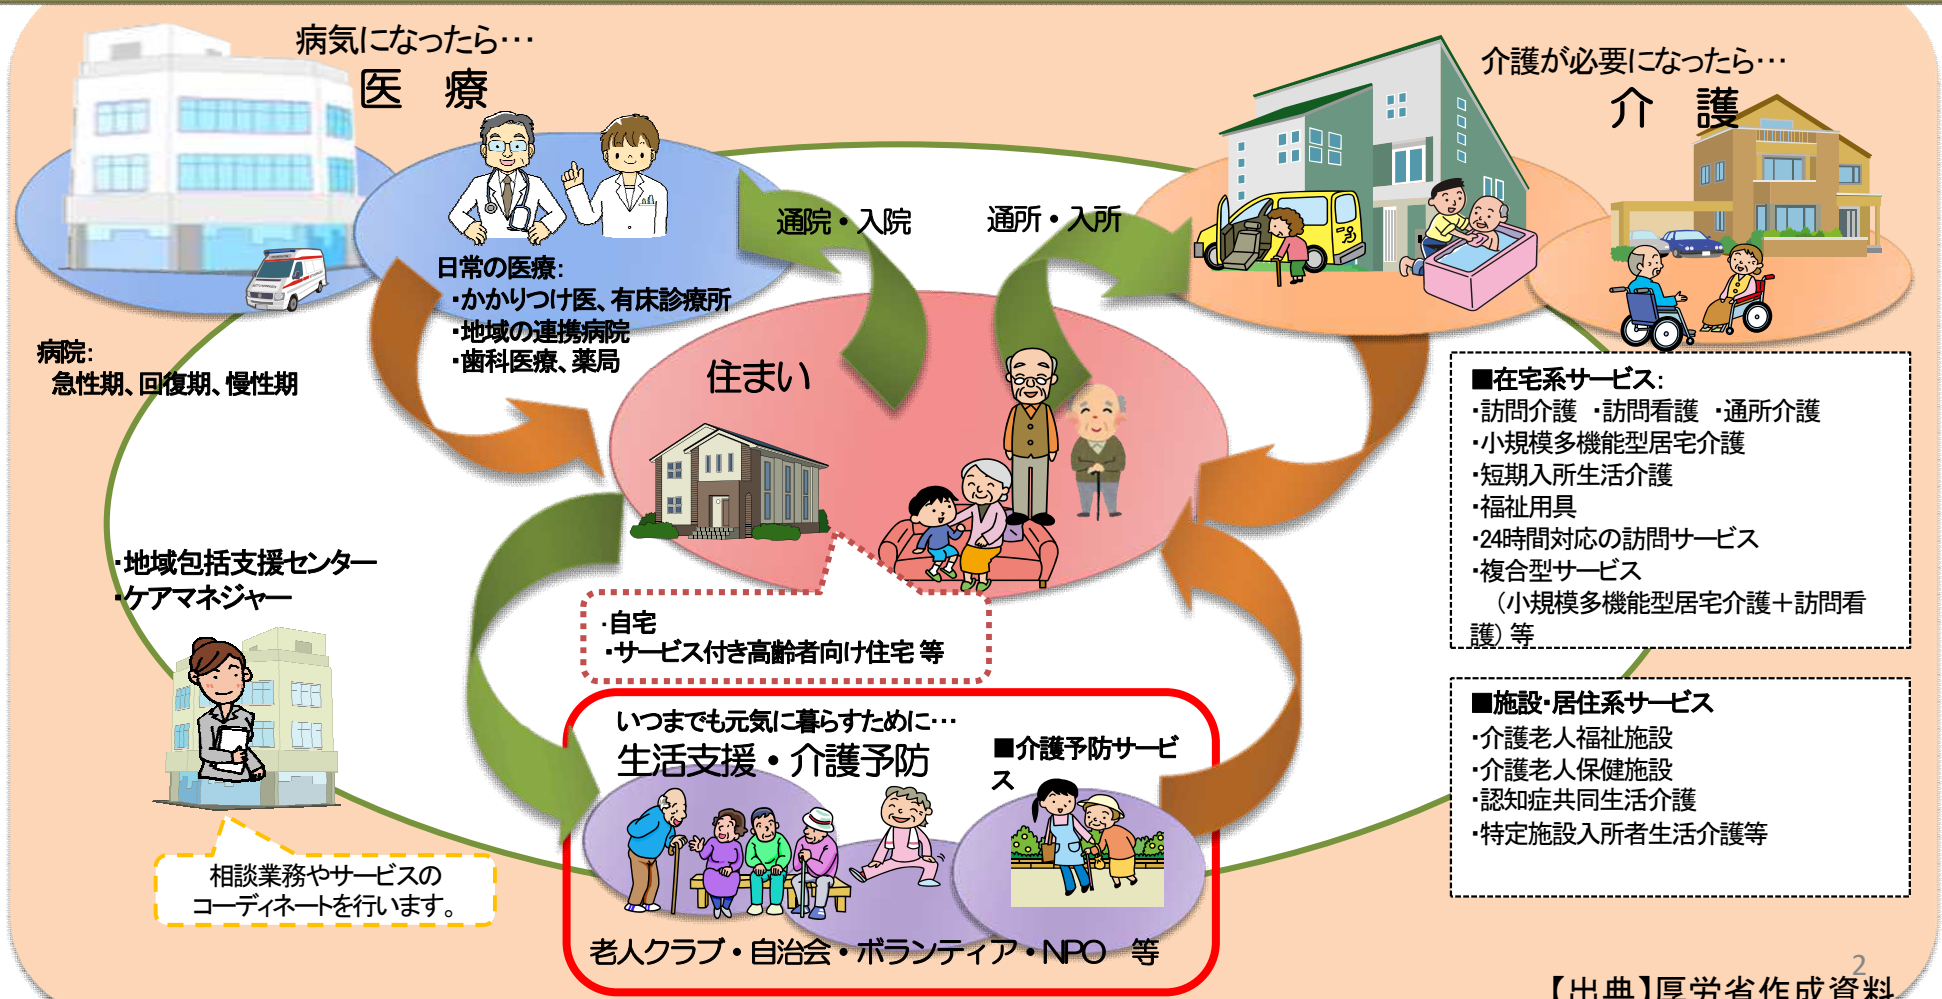 病気になったら…
医 療
介護が必要になったら…
介 護
通院・入院
通所・入所
日常の医療：
・かかりつけ医、有床診療所
・地域の連携病院
・歯科医療、薬局
病院：
急性期、回復期、慢性期
住まい
■在宅系サービス：
・訪問介護 ・訪問看護 ・通所介護
・小規模多機能型居宅介護
・短期入所生活介護
・福祉用具
・24時間対応の訪問サービス
・複合型サービス
（小規模多機能型居宅介護＋訪問看
護）等
・地域包括支援センター
・ケアマネジャー
・自宅
・サービス付き高齢者向け住宅 等
■施設・居住系サービス
・介護老人福祉施設
・介護老人保健施設
・認知症共同生活介護
・特定施設入所者生活介護等
いつまでも元気に暮らすために…
生活支援・介護予防
■介護予防サービ
ス
相談業務やサービスの
コーディネートを行います。
老人クラブ・自治会・ボランティア・NPO 等
2
【出典】厚労省作成資料